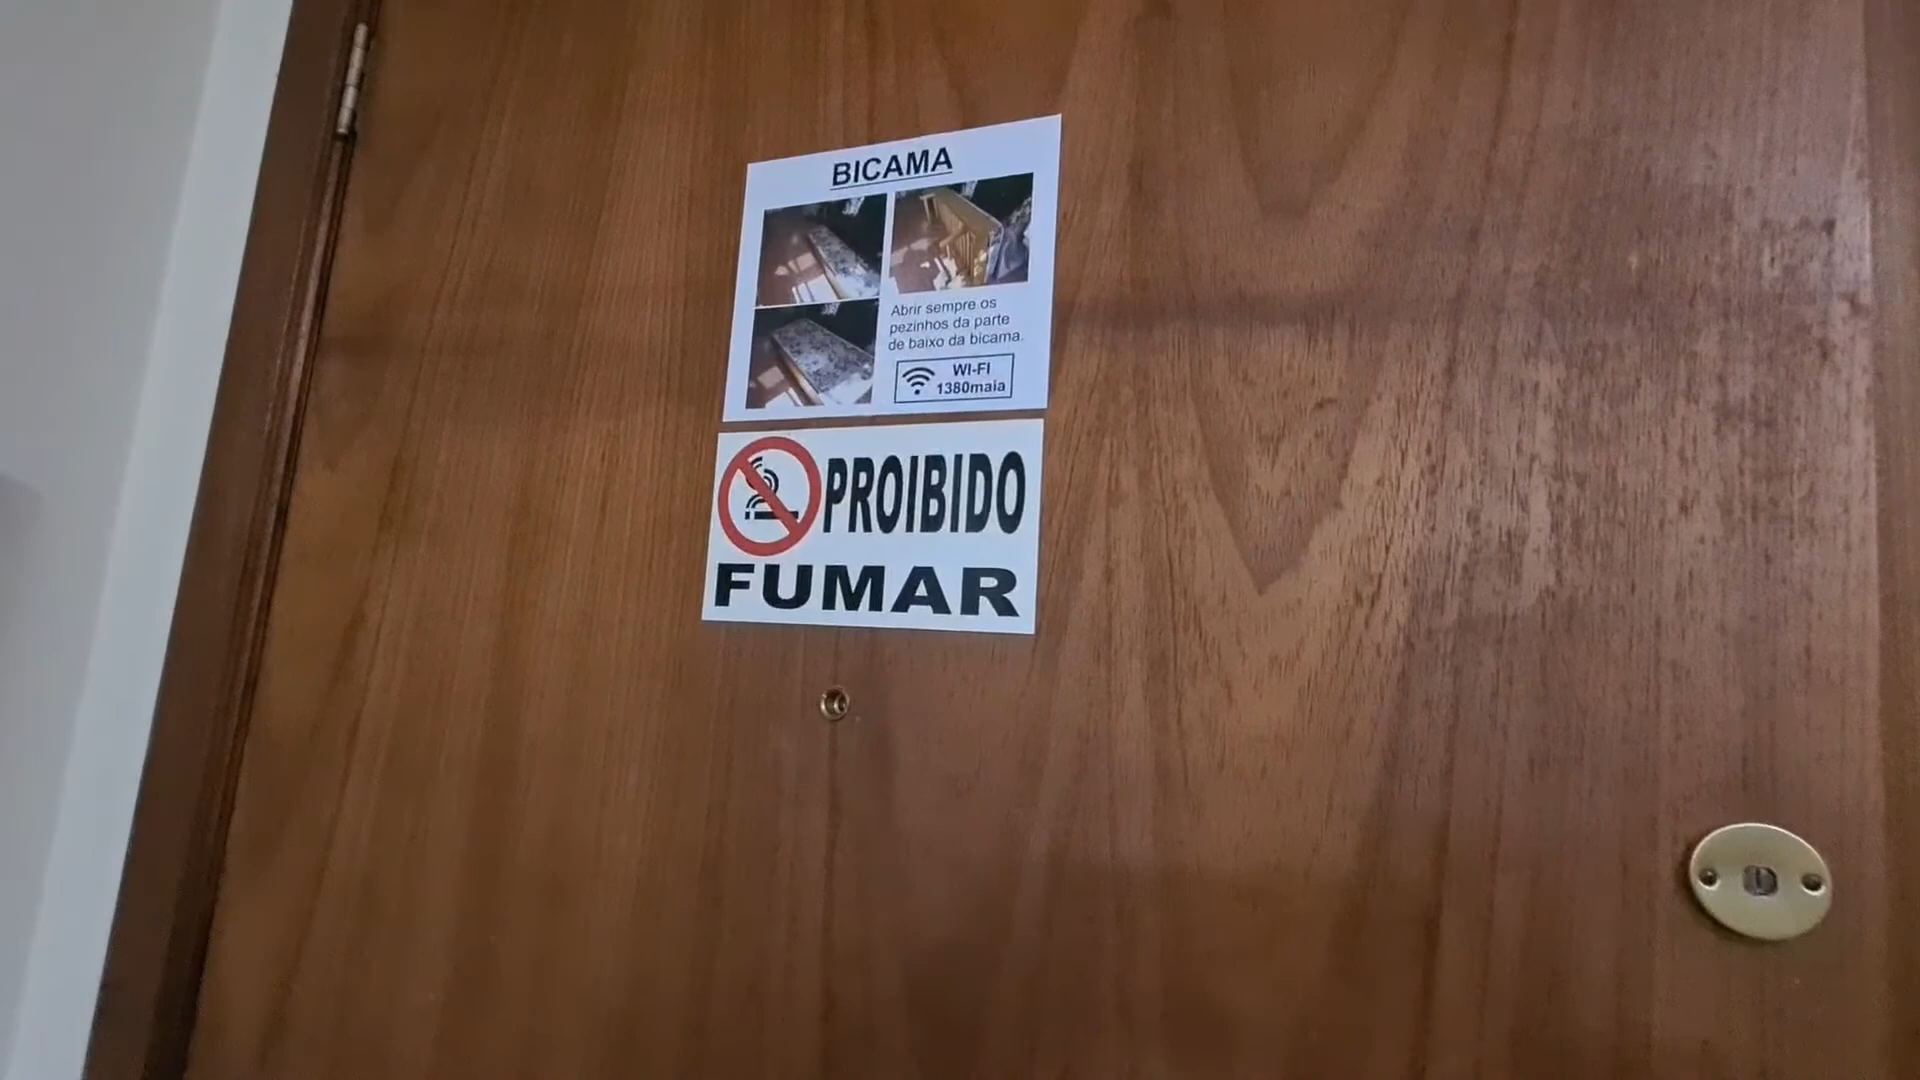 BICAMA
Abrir sempre os
pezinhos da parte
de baixo da bicama.
WI-FI
1380maia
PROIBIDO
FUMAR